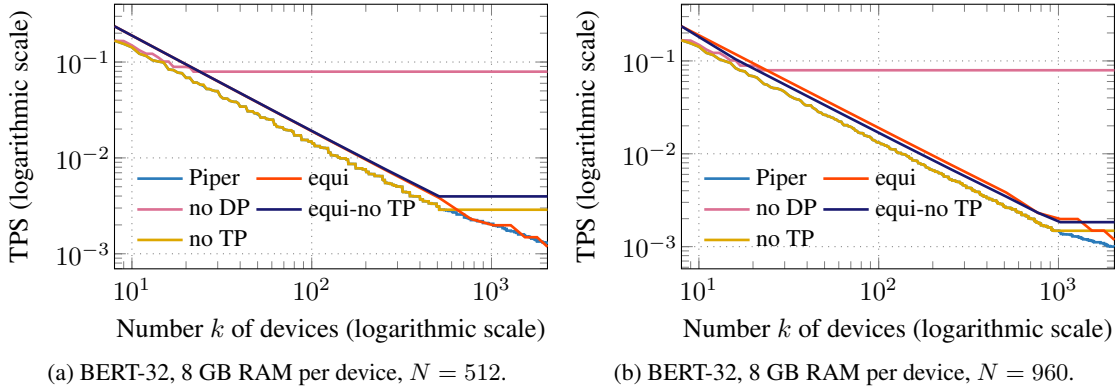 TPS (logarithmic scale)
10^{-1}
10^{-2}
10^{-3}
Piper
equi
no DP
equi-no TP
no TP
10^1
10^2
10^3
Number k of devices (logarithmic scale)
(a) BERT-32, 8 GB RAM per device, N = 512.
TPS (logarithmic scale)
10^{-1}
10^{-2}
10^{-3}
Piper
equi
no DP
equi-no TP
no TP
10^1
10^2
10^3
Number k of devices (logarithmic scale)
(b) BERT-32, 8 GB RAM per device, N = 960.